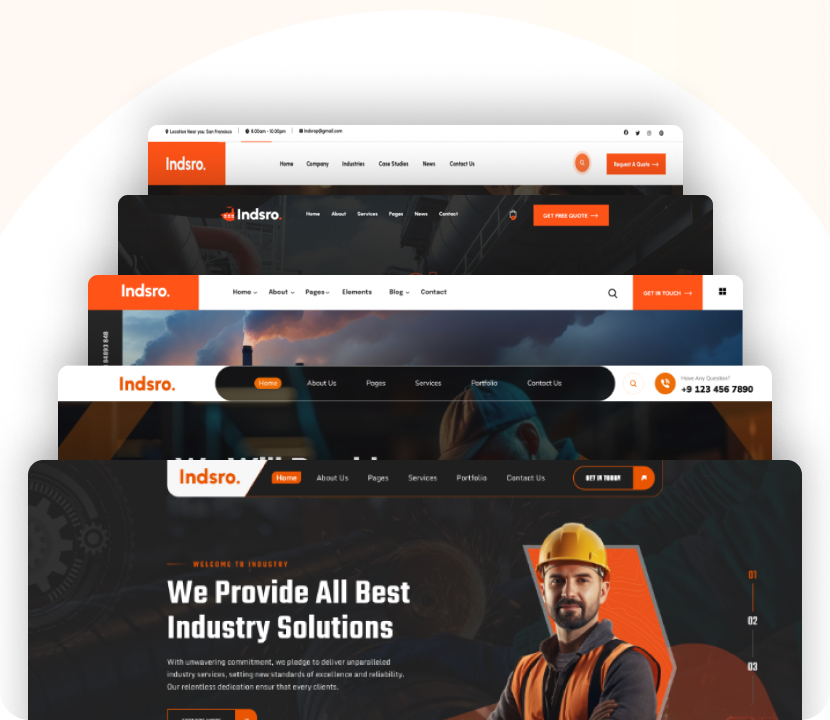 Location Near you: San Francisco 8.00am - 10.00pm Indsrop@gmail.com
Indsro. Home Company Industries Case Studies News Contact Us Request A Quote
Indsro. Home About Services Pages News Contact GET FREE QUOTE
Indsro. Home About Pages Elements Blog Contact GET IN TOUCH
84893 848
Indsro. Home About Us Pages Services Portfolio Contact Us Have Any Question?
+9 123 456 7890
Indsro. Home About Us Pages Services Portfolio Contact Us GET IN TOUCH
WELCOME TO INDUSTRY
We Provide All Best
Industry Solutions
With unwavering commitment, we pledge to deliver unparalleled
industry services, setting new standards of excellence and reliability.
Our relentless dedication ensur that every clients.
01
02
03